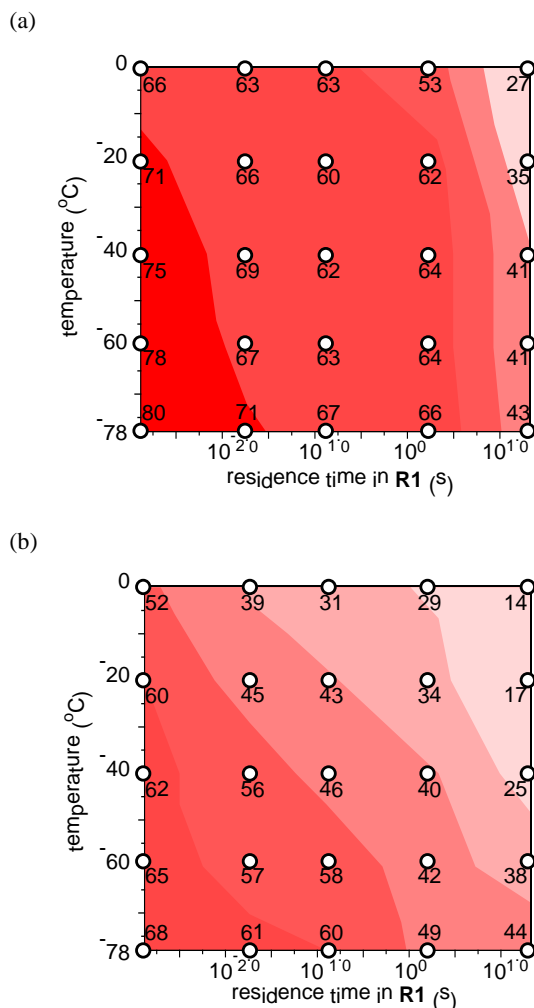 (a)
0
66 63 63 53 27
-20
71 66 60 62 35
-40
75 69 62 64 41
-60
78 67 63 64 41
80 71 67 66 43
-78
10-2.0 101.0 100 101.0
temperature (oC)
residence time in R1 (s)
(b)
0
52 39 31 29 14
-20
60 45 43 34 17
-40
62 56 46 40 25
-60
65 57 58 42 38
68 61 60 49 44
-78
10-2.0 101.0 100 101.0
temperature (oC)
residence time in R1 (s)